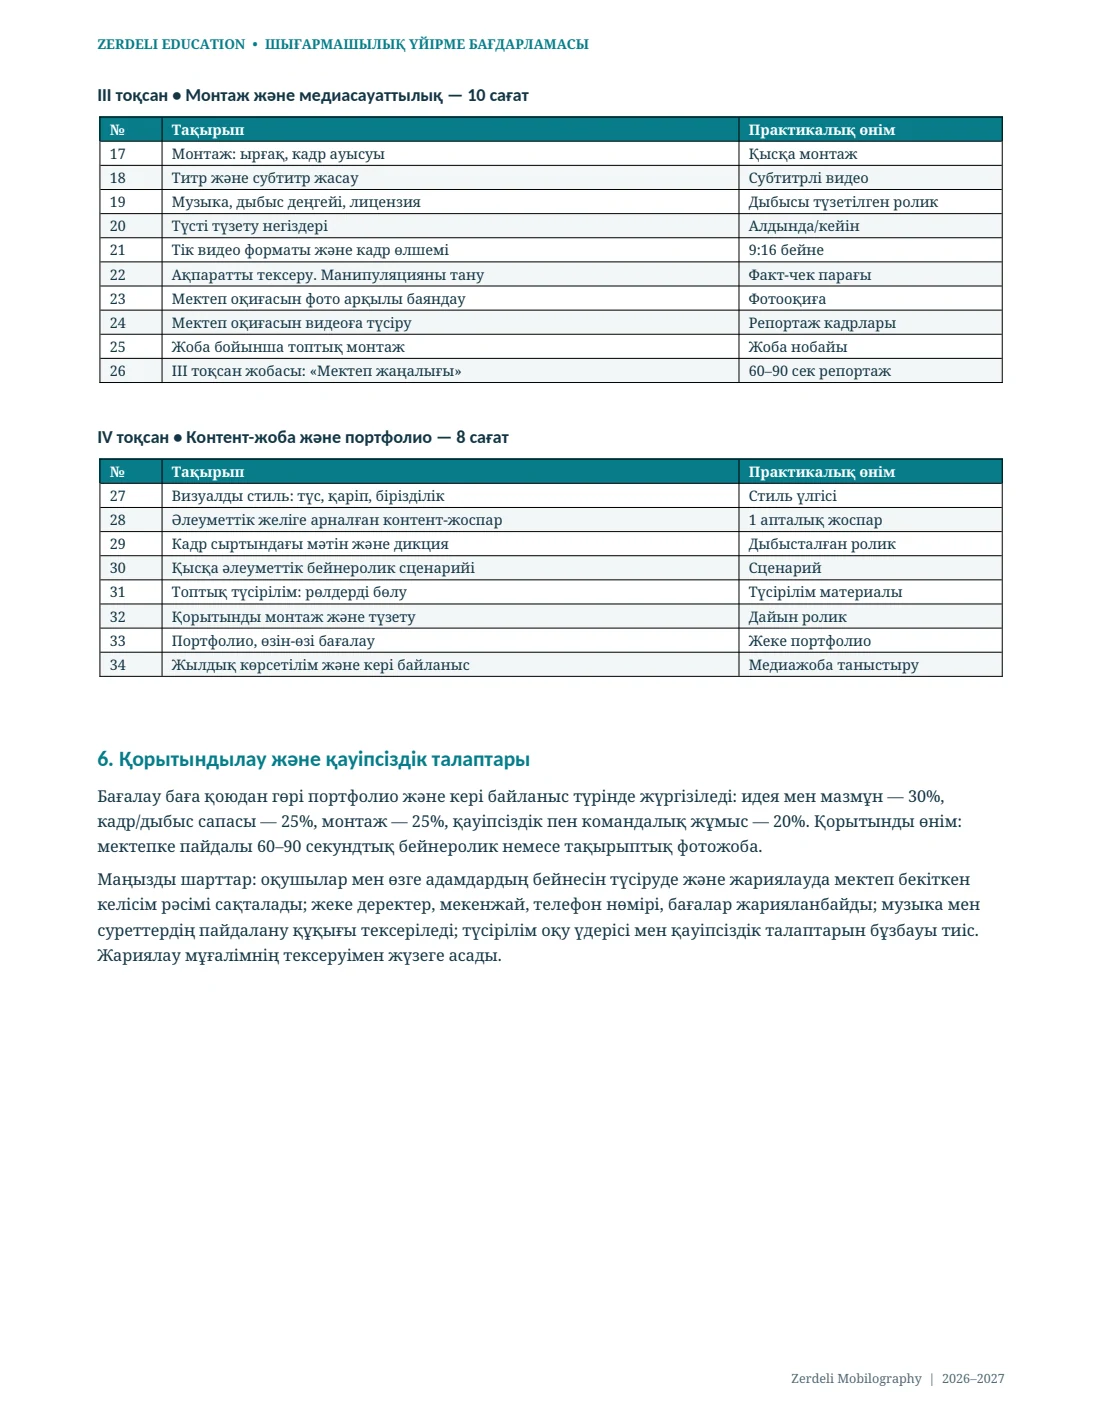 ZERDELI EDUCATION • ШЫҒАРМАШЫЛЫҚ ҮЙІРМЕ БАҒДАРЛАМАСЫ
III тоқсан ● Монтаж және медиасауаттылық — 10 сағат
№ Тақырып Практикалық өнім
17 Монтаж: ырғақ, кадр ауысуы Қысқа монтаж
18 Титр және субтитр жасау Субтитрлі видео
19 Музыка, дыбыс деңгейі, лицензия Дыбысы түзетілген ролик
20 Түсті түзету негіздері Алдында/кейін
21 Тік видео форматы және кадр өлшемі 9:16 бейне
22 Ақпаратты тексеру. Манипуляцияны тану Факт-чек парағы
23 Мектеп оқиғасын фото арқылы баяндау Фотооқиға
24 Мектеп оқиғасын видеоға түсіру Репортаж кадрлары
25 Жоба бойынша топтық монтаж Жоба нобайы
26 III тоқсан жобасы: «Мектеп жаңалығы» 60–90 сек репортаж
IV тоқсан ● Контент-жоба және портфолио — 8 сағат
№ Тақырып Практикалық өнім
27 Визуалды стиль: түс, қаріп, бірізділік Стиль үлгісі
28 Әлеуметтік желіге арналған контент-жоспар 1 апталық жоспар
29 Кадр сыртындағы мәтін және дикция Дыбысталған ролик
30 Қысқа әлеуметтік бейнеролик сценарийі Сценарий
31 Топтық түсірілім: рөлдерді бөлу Түсірілім материалы
32 Қорытынды монтаж және түзету Дайын ролик
33 Портфолио, өзін-өзі бағалау Жеке портфолио
34 Жылдық көрсетілім және кері байланыс Медиажоба таныстыру
6. Қорытындылау және қауіпсіздік талаптары
Бағалау баға қоюдан гөрі портфолио және кері байланыс түрінде жүргізіледі: идея мен мазмұн — 30%,
кадр/дыбыс сапасы — 25%, монтаж — 25%, қауіпсіздік пен командалық жұмыс — 20%. Қорытынды өнім:
мектепке пайдалы 60–90 секундтық бейнеролик немесе тақырыптық фотожоба.
Маңызды шарттар: оқушылар мен өзге адамдардың бейнесін түсіруде және жариялауда мектеп бекіткен
келісім рәсімі сақталады; жеке деректер, мекенжай, телефон нөмірі, бағалар жарияланбайды; музыка мен
суреттердің пайдалану құқығы тексеріледі; түсірілім оқу үдерісі мен қауіпсіздік талаптарын бұзбауы тиіс.
Жариялау мұғалімнің тексеруімен жүзеге асады.
Zerdeli Mobilography | 2026–2027